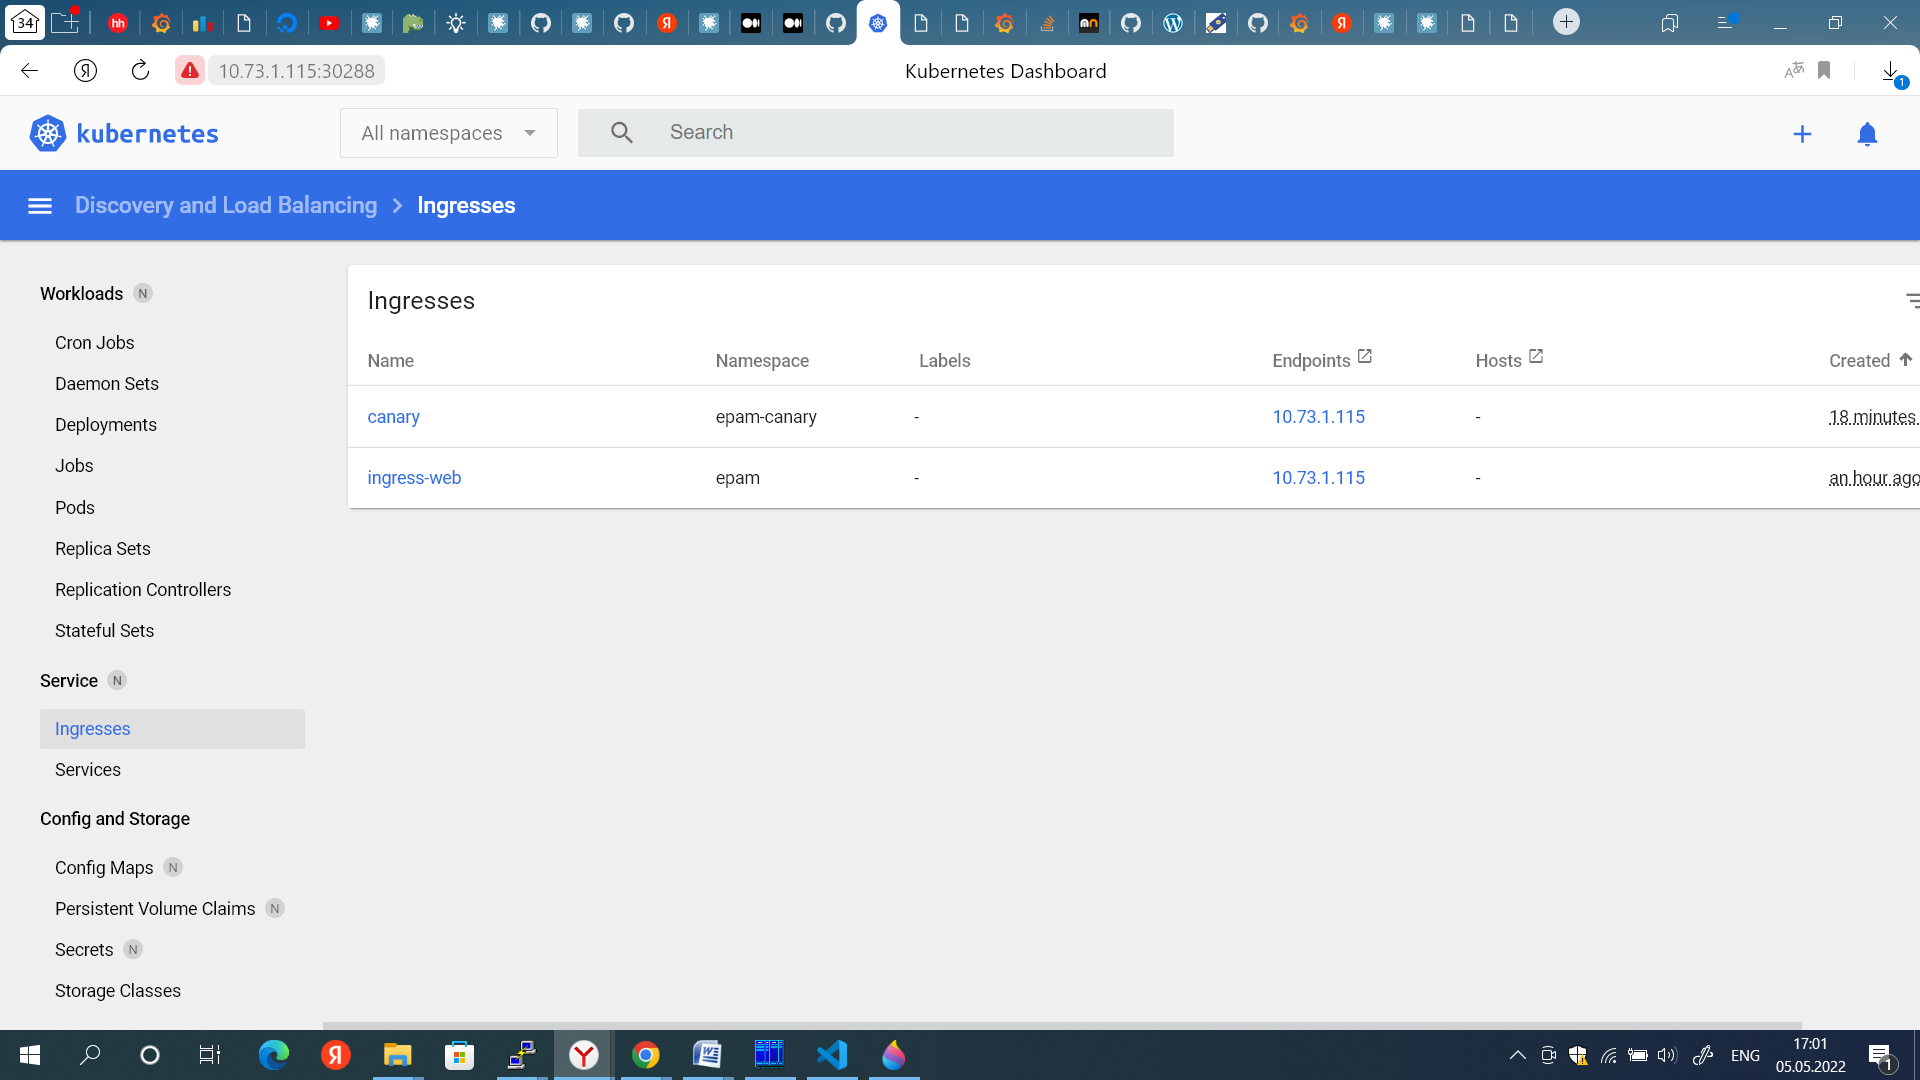 34
hh
10.73.1.115:30288
Kubernetes Dashboard
1
kubernetes
All namespaces
Search
Discovery and Load Balancing
Ingresses
Workloads N
Cron Jobs
Daemon Sets
Deployments
Jobs
Pods
Replica Sets
Replication Controllers
Stateful Sets
Service N
Ingresses
Services
Config and Storage
Config Maps N
Persistent Volume Claims N
Secrets N
Storage Classes
Ingresses
Name Namespace Labels Endpoints Hosts Created
canary epam-canary - 10.73.1.115 - 18 minutes
ingress-web epam - 10.73.1.115 - an hour ago
ENG
17:01
05.05.2022
1